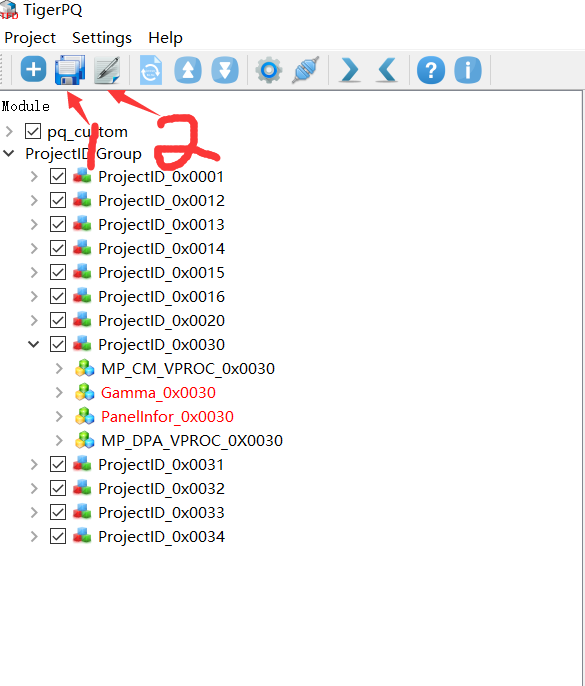 TigerPQ
Project Settings Help
Module
pq_custom
ProjectID Group
1 2
ProjectID_0x0001
ProjectID_0x0012
ProjectID_0x0013
ProjectID_0x0014
ProjectID_0x0015
ProjectID_0x0016
ProjectID_0x0020
ProjectID_0x0030
MP_CM_VPROC_0x0030
Gamma_0x0030
PanelInfor_0x0030
MP_DPA_VPROC_0X0030
ProjectID_0x0031
ProjectID_0x0032
ProjectID_0x0033
ProjectID_0x0034